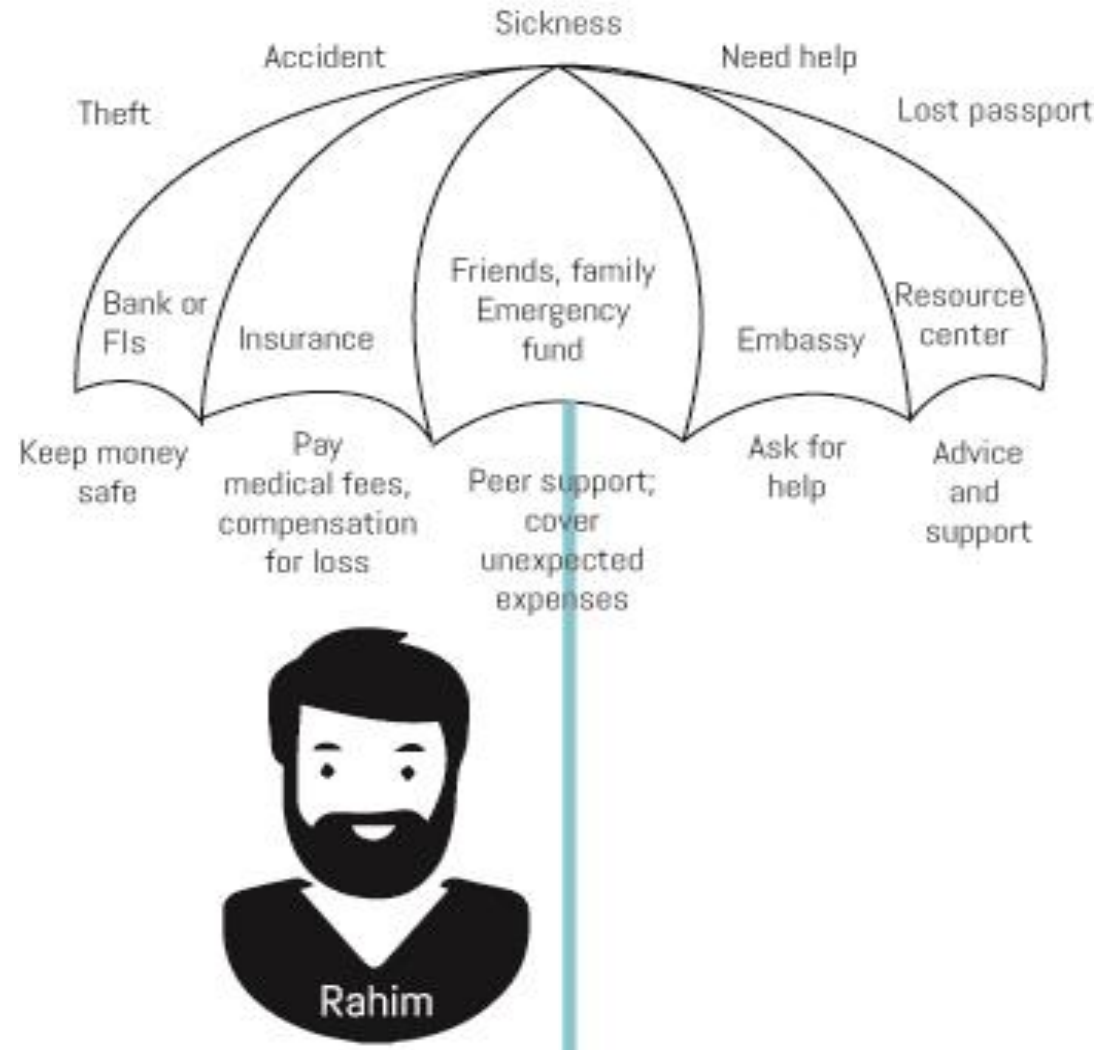 Sickness
Accident
Need help
Theft
Lost passport
Friends, family
Emergency
fund
Bank or
FIs
Insurance
Embassy
Resource
center
Keep money
safe
Pay
medical fees,
compensation
for loss
Peer support;
cover
unexpected
expenses
Ask for
help
Advice
and
support
Rahim